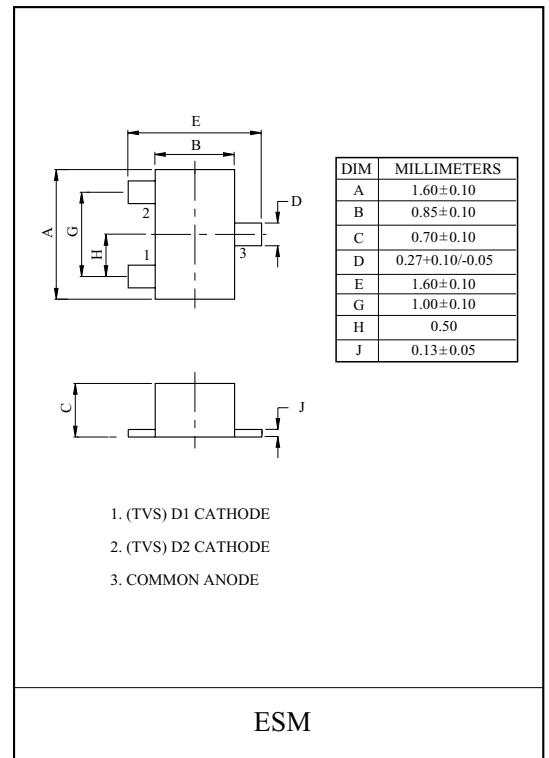 E
B
A
G
H
2
1
D
3
DIM MILLIMETERS
A 1.60±0.10
B 0.85±0.10
C 0.70±0.10
D 0.27+0.10/-0.05
E 1.60±0.10
G 1.00±0.10
H 0.50
J 0.13±0.05
C
J
1. (TVS) D1 CATHODE
2. (TVS) D2 CATHODE
3. COMMON ANODE
ESM